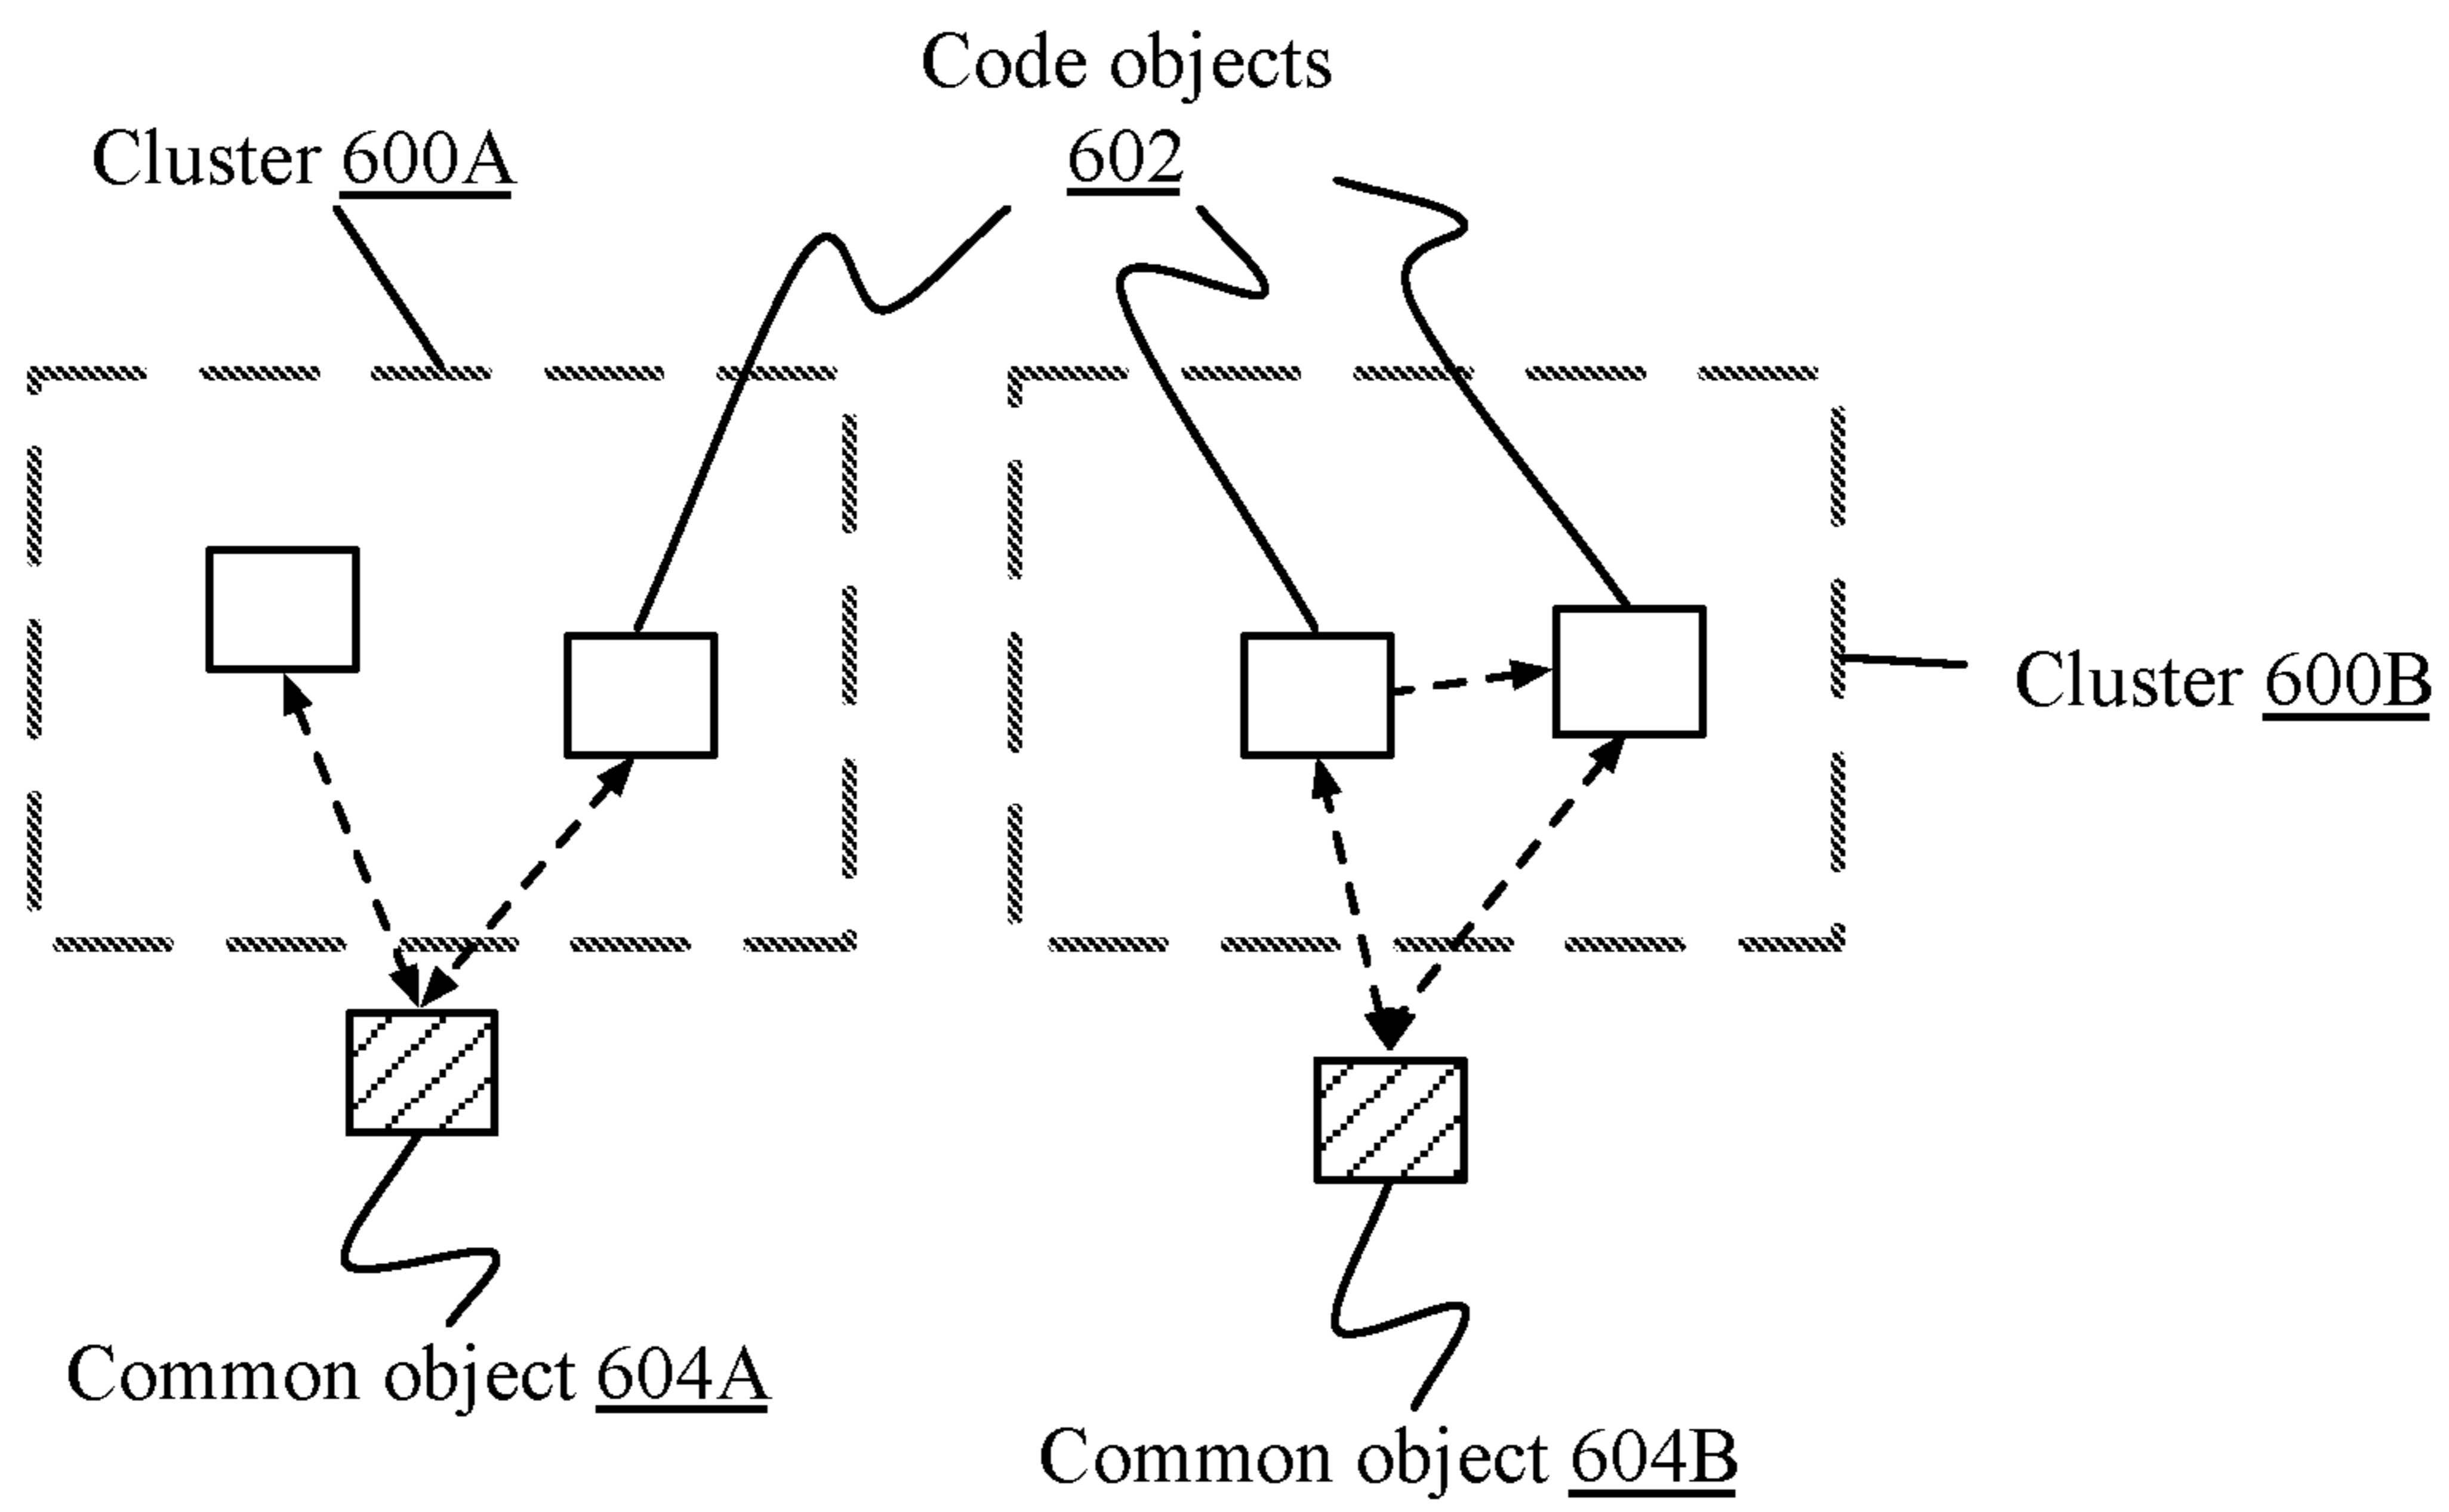 Code objects
602
Cluster 600A
Cluster 600B
Common object 604A
Common object 604B